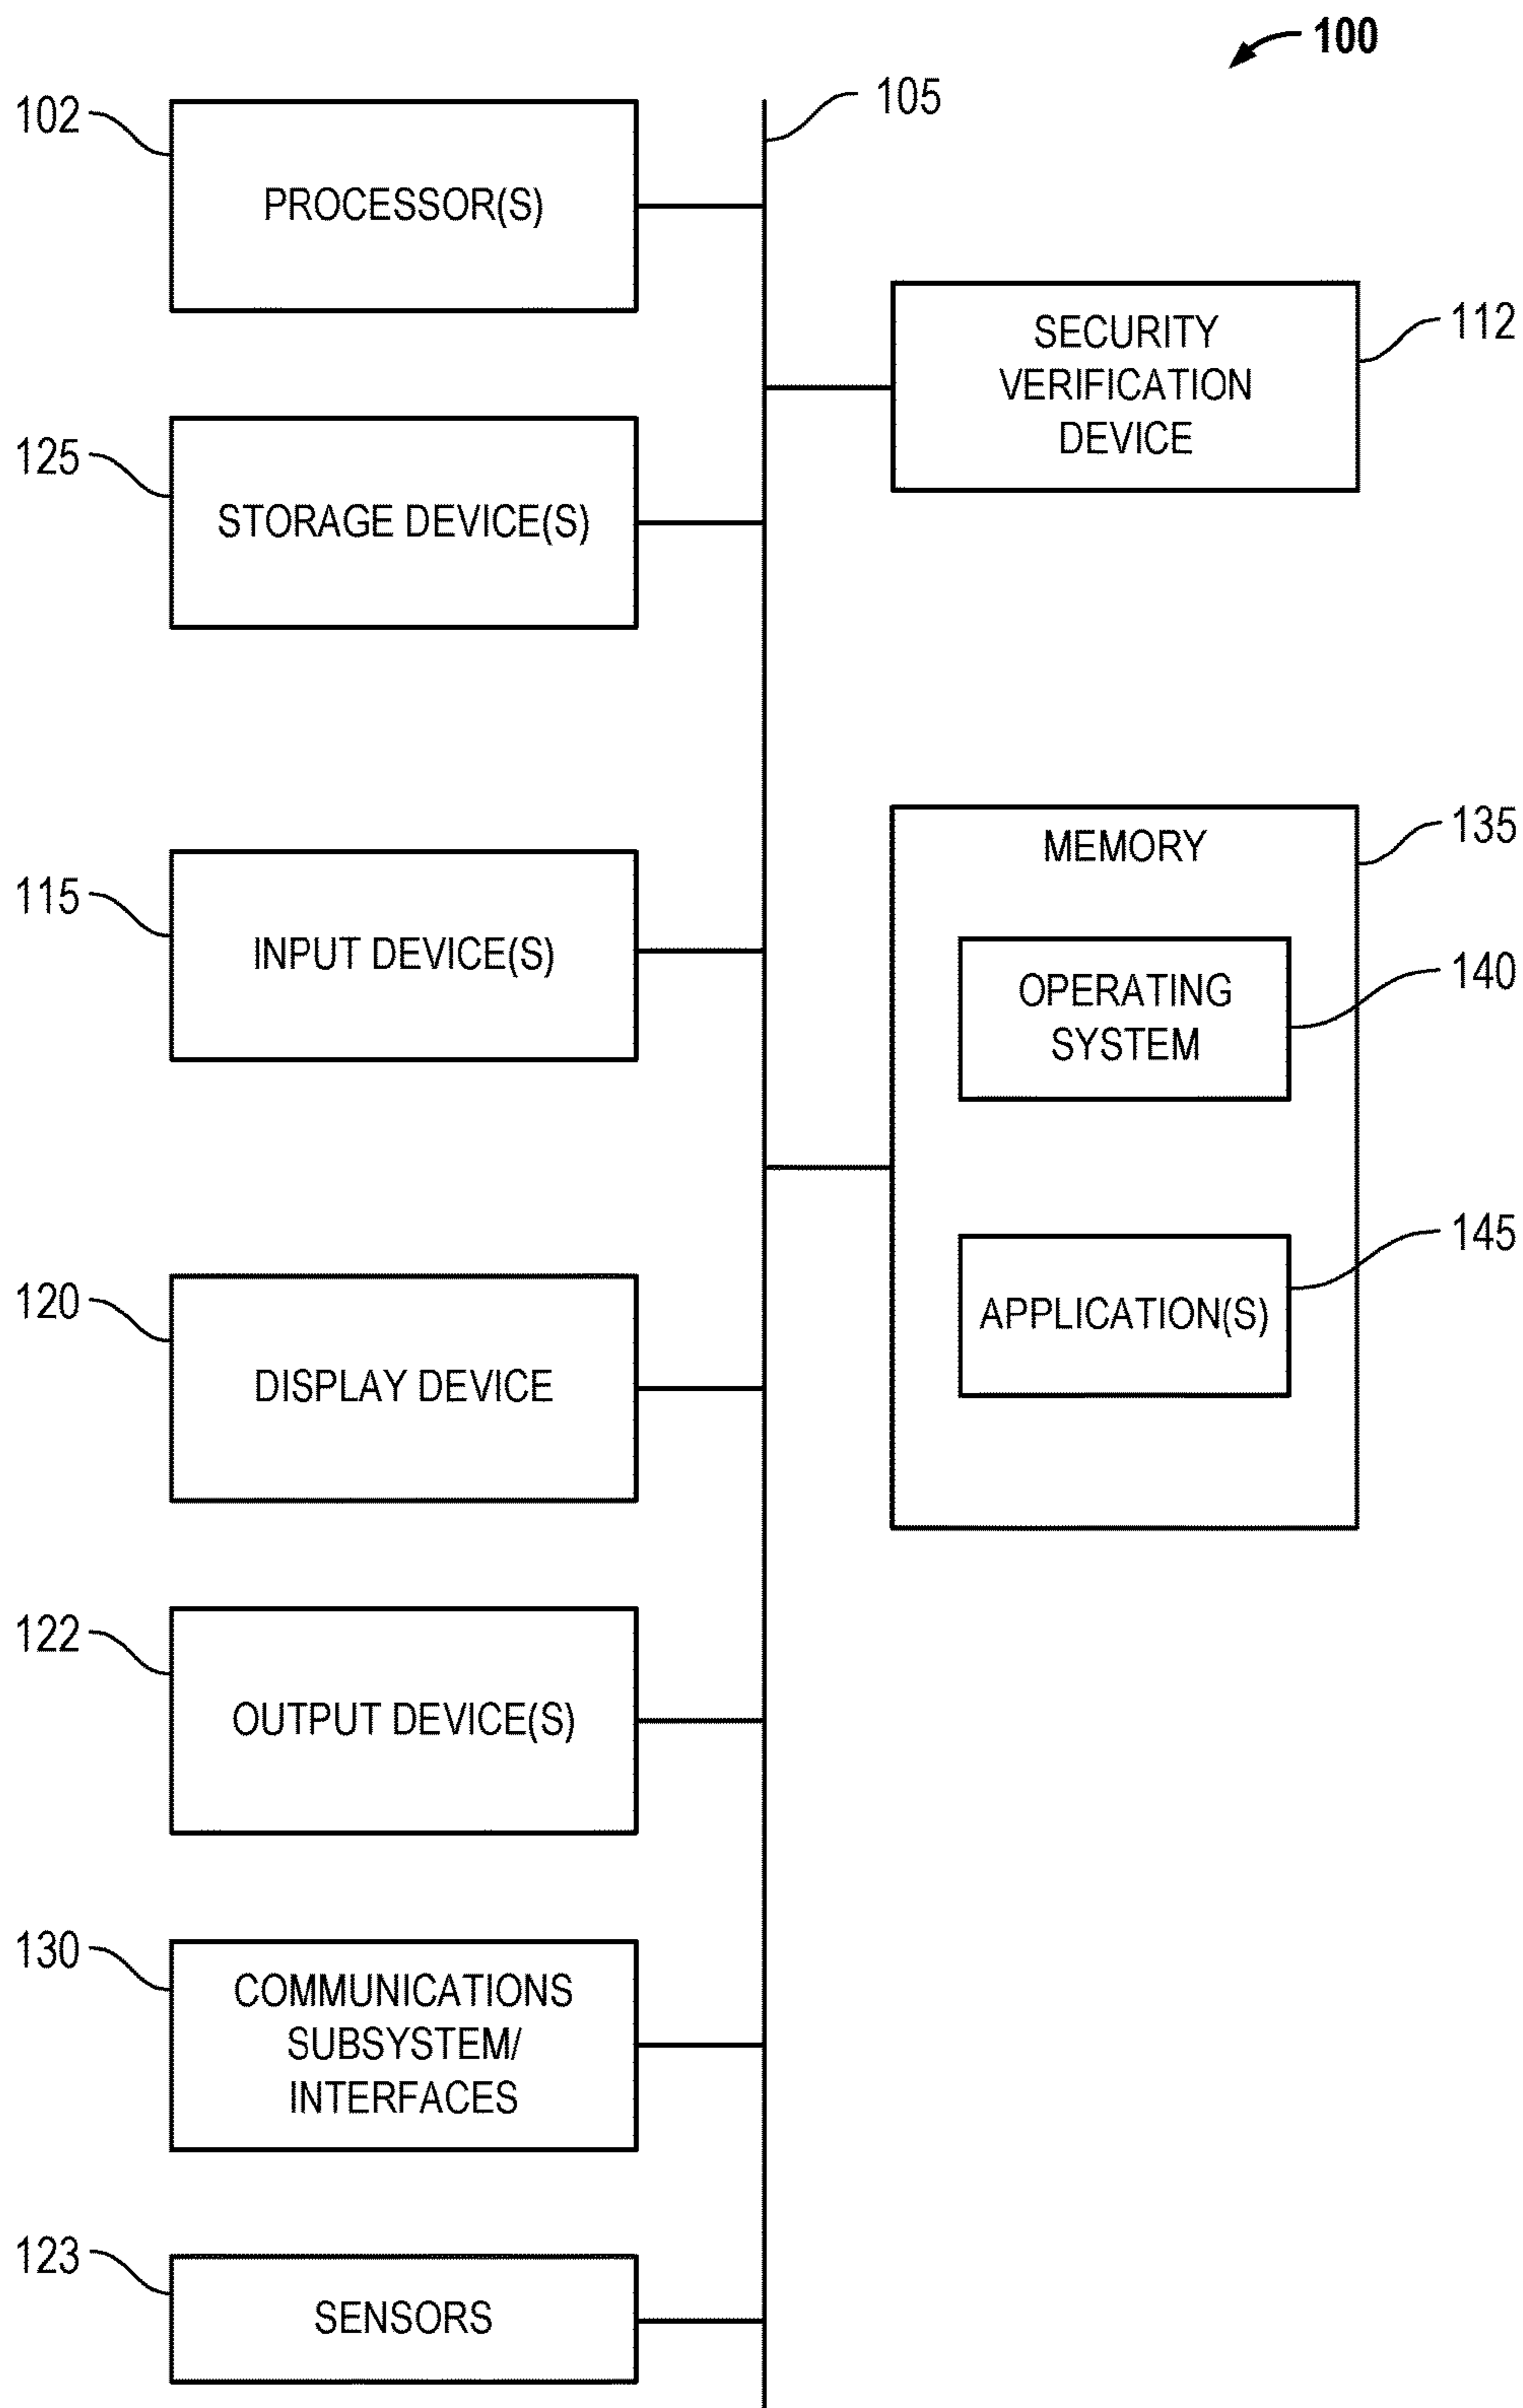 100
102
105
PROCESSOR(S)
SECURITY
VERIFICATION
DEVICE
112
125
STORAGE DEVICE(S)
MEMORY
135
115
INPUT DEVICE(S)
OPERATING
SYSTEM
140
145
APPLICATION(S)
120
DISPLAY DEVICE
122
OUTPUT DEVICE(S)
130
COMMUNICATIONS
SUBSYSTEM/
INTERFACES
123
SENSORS